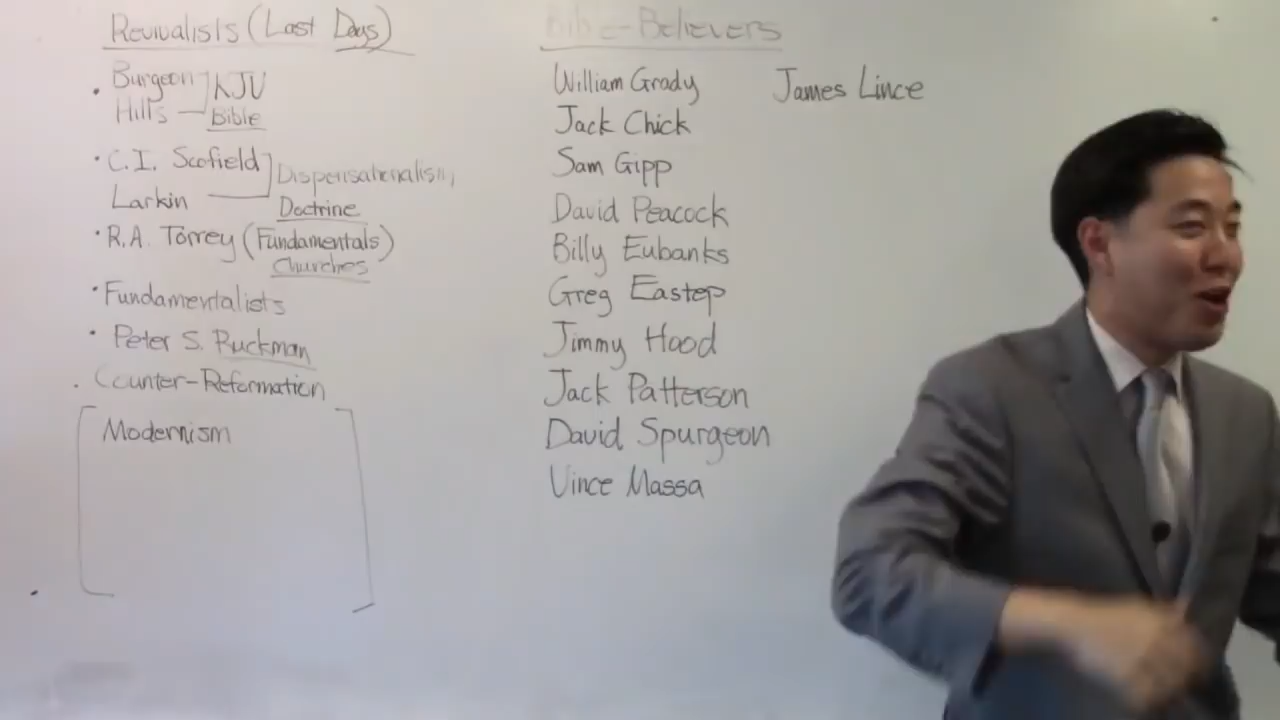 Revivalists (Last Days)
Burgeon KJV
Hills Bible
C.I. Scofield
Larkin
Dispensationalism,
Doctrine
R.A. Torrey (Fundamentals)
Churches
Fundamentalists
Peter S. Ruckman
Counter-Reformation
Modernism
Bible-Believers
William Grady
Jack Chick
Sam Gipp
David Peacock
Billy Eubanks
Greg Eastep
Jimmy Hood
Jack Patterson
David Spurgeon
Vince Massa
James Lince